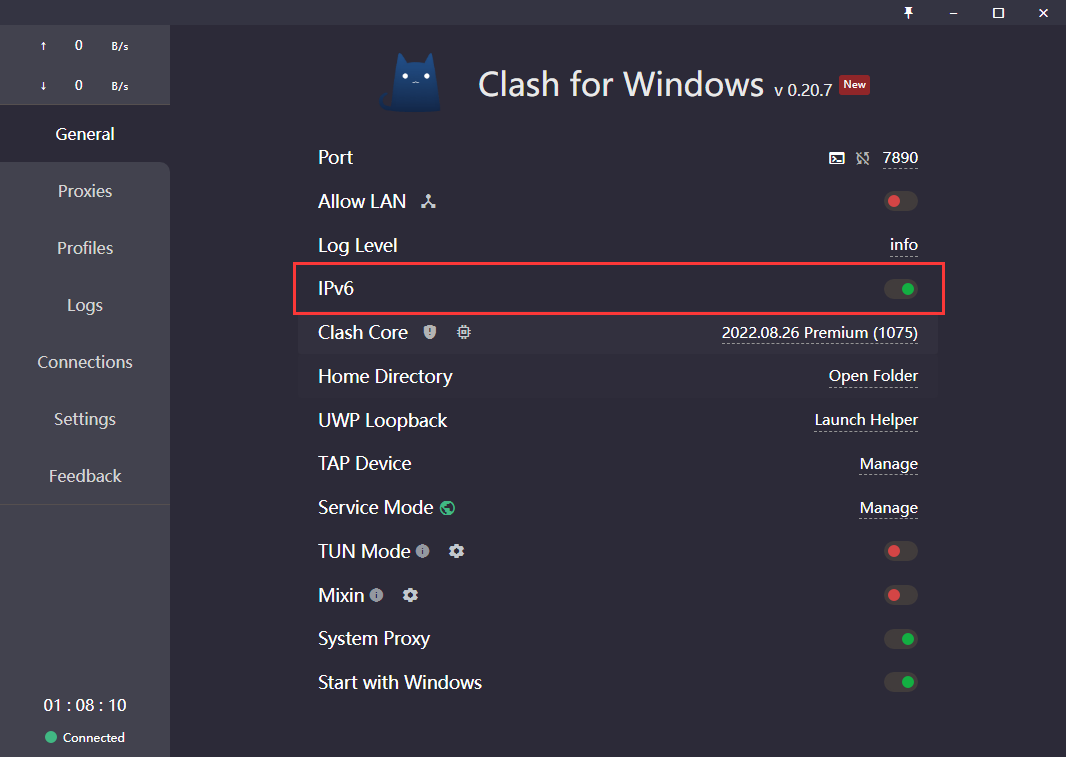 ↑ 0 B/s
↓ 0 B/s
General
Proxies
Profiles
Logs
Connections
Settings
Feedback
01 : 08 : 10
Connected
Clash for Windows v 0.20.7 New
Port 7890
Allow LAN
Log Level info
IPv6
Clash Core 2022.08.26 Premium (1075)
Home Directory Open Folder
UWP Loopback Launch Helper
TAP Device Manage
Service Mode Manage
TUN Mode
Mixin
System Proxy
Start with Windows